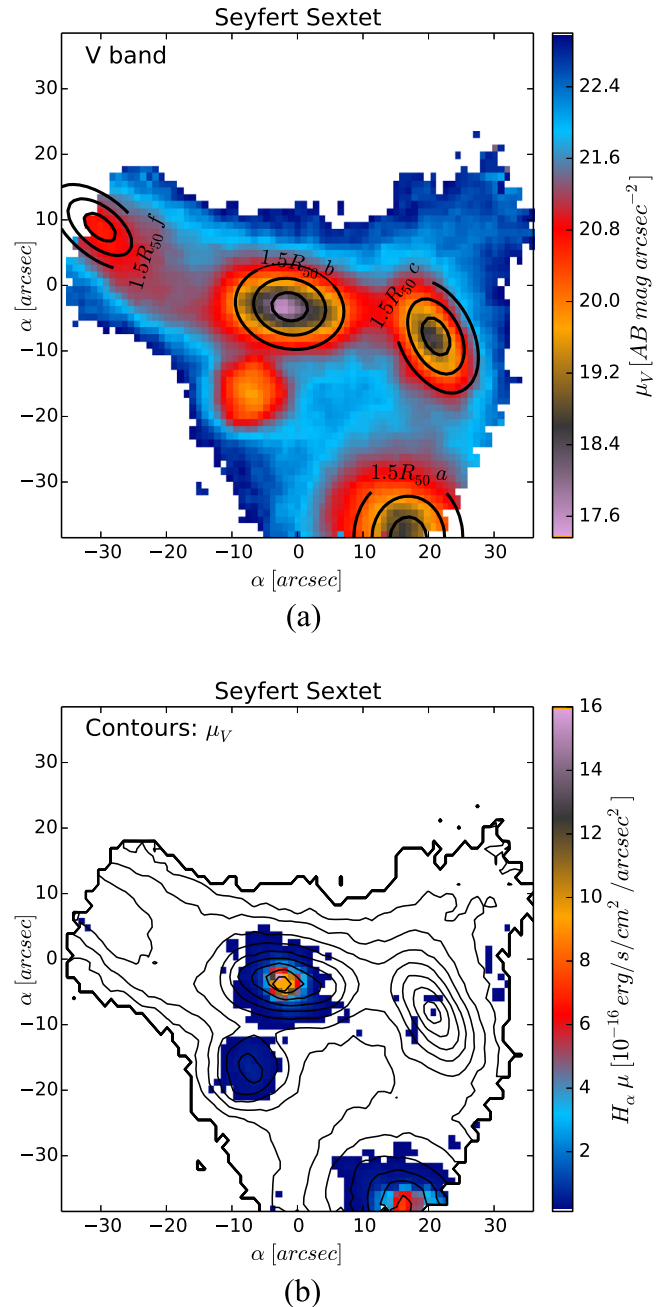 Seyfert Sextet
V band
30
20
10
0
−10
−20
−30
α [arcsec]
1.5R₅₀ f
1.5R₅₀ b
1.5R₅₀ c
1.5R₅₀ a
−30 −20 −10 0 10 20 30
α [arcsec]
22.4
21.6
20.8
20.0
19.2
18.4
17.6
μ_V [AB mag arcsec⁻²]
(a)
Seyfert Sextet
Contours: μ_V
30
20
10
0
−10
−20
−30
α [arcsec]
−30 −20 −10 0 10 20 30
α [arcsec]
16
14
12
10
8
6
4
2
H_α μ [10⁻¹⁶ erg/s/cm²/arcsec²]
(b)